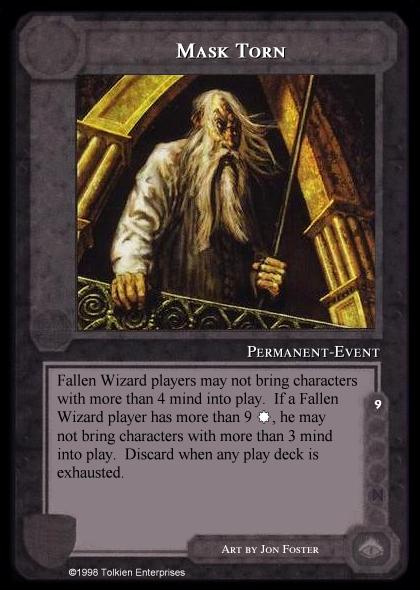 Mask Torn
Permanent-Event
Fallen Wizard players may not bring characters
with more than 4 mind into play. If a Fallen
Wizard player has more than 9 , he may
not bring characters with more than 3 mind
into play. Discard when any play deck is
exhausted.
9
N
Art by Jon Foster
©1998 Tolkien Enterprises